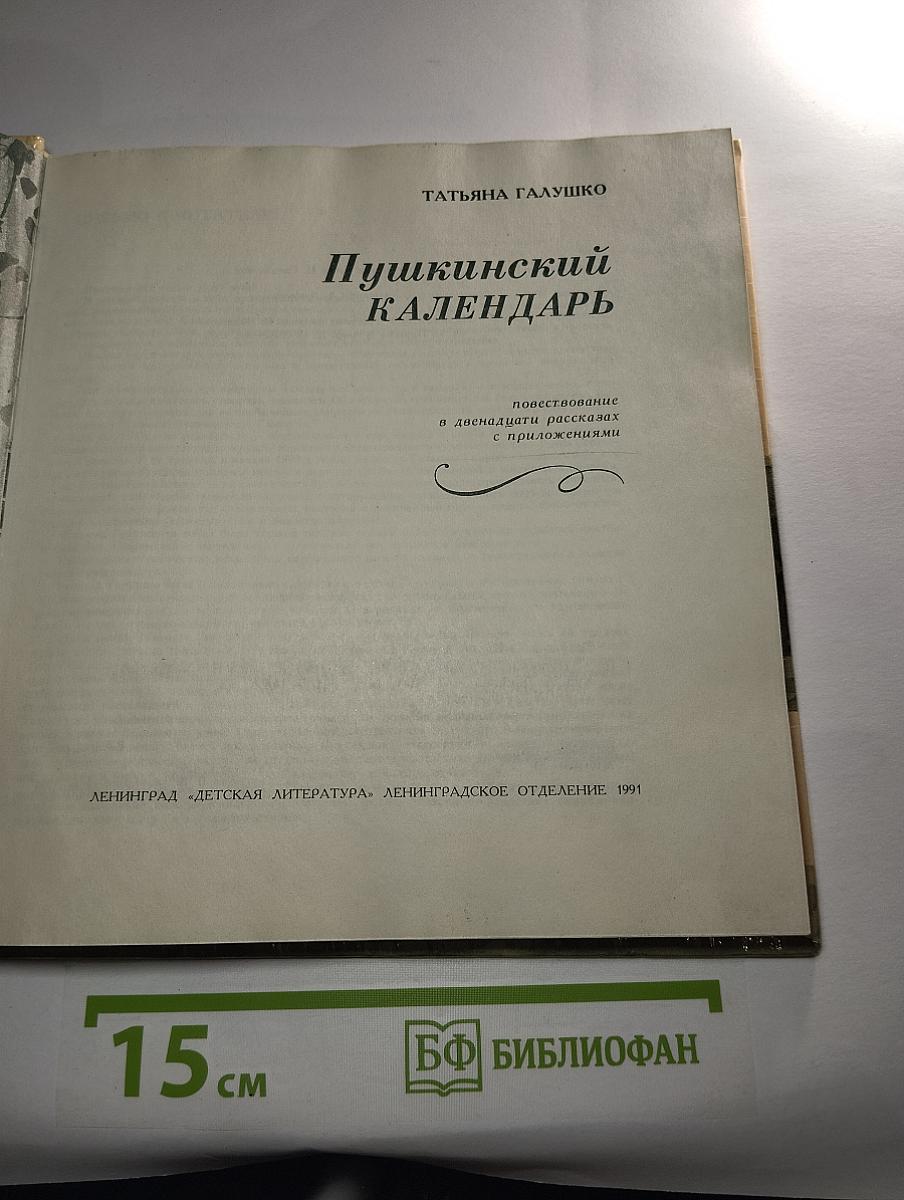 ТАТЬЯНА ГАЛУШКО
Пушкинский
КАЛЕНДАРЬ
повествование
в двенадцати рассказах
с приложениями
ЛЕНИНГРАД «ДЕТСКАЯ ЛИТЕРАТУРА» ЛЕНИНГРАДСКОЕ ОТДЕЛЕНИЕ 1991
15 см
БФ БИБЛИОФАН